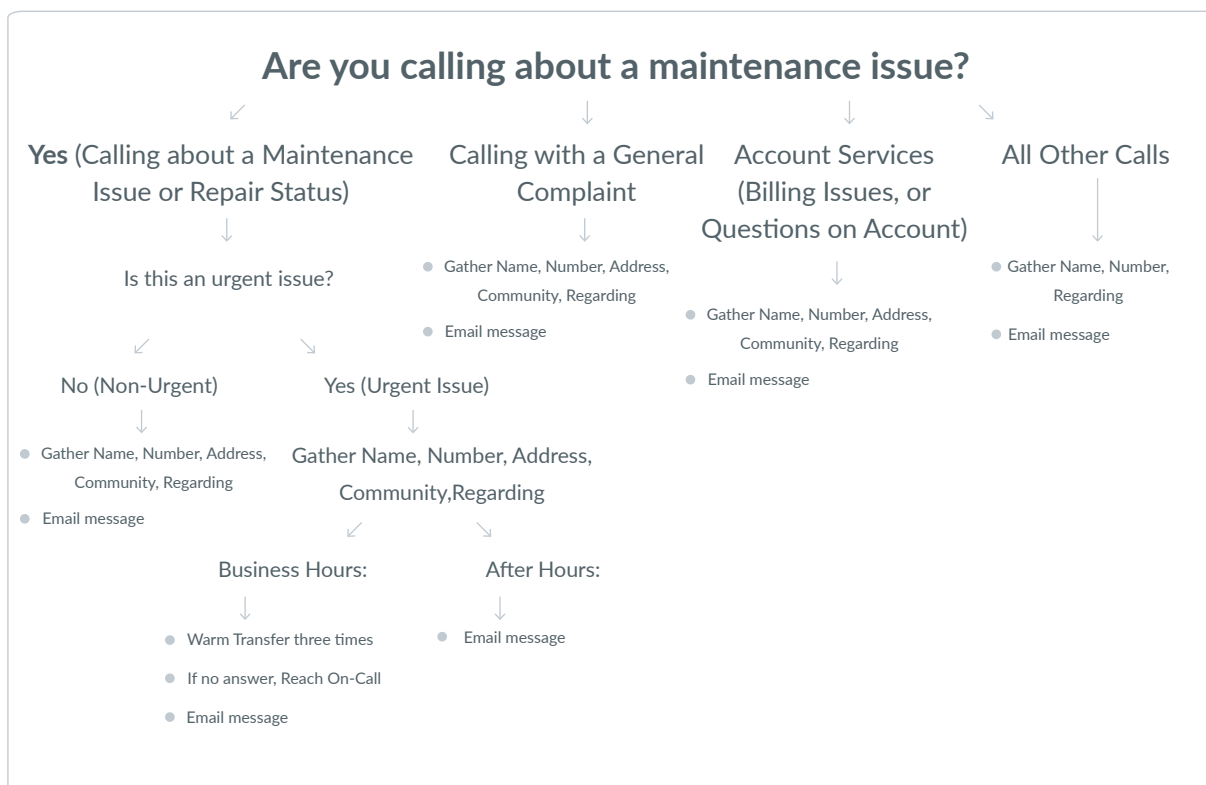 Are you calling about a maintenance issue?
Yes (Calling about a Maintenance
Issue or Repair Status)
Calling with a General
Complaint
Account Services
(Billing Issues, or
Questions on Account)
All Other Calls
Is this an urgent issue?
Gather Name, Number, Address,
Community, Regarding
Email message
Gather Name, Number, Address,
Community, Regarding
Email message
Gather Name, Number,
Regarding
Email message
No (Non-Urgent)
Yes (Urgent Issue)
Gather Name, Number, Address,
Community, Regarding
Email message
Gather Name, Number, Address,
Community,Regarding
Business Hours:
After Hours:
Warm Transfer three times
If no answer, Reach On-Call
Email message
Email message